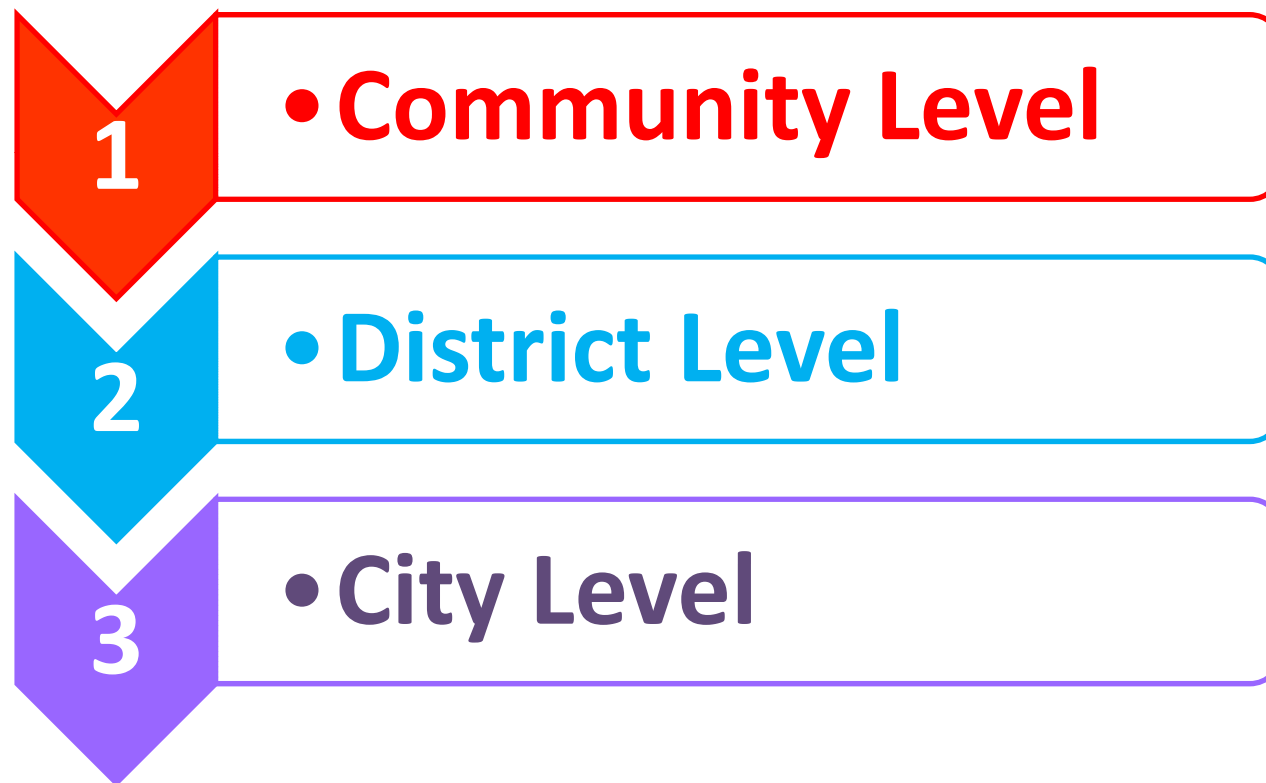 1
• Community Level
2
• District Level
3
• City Level